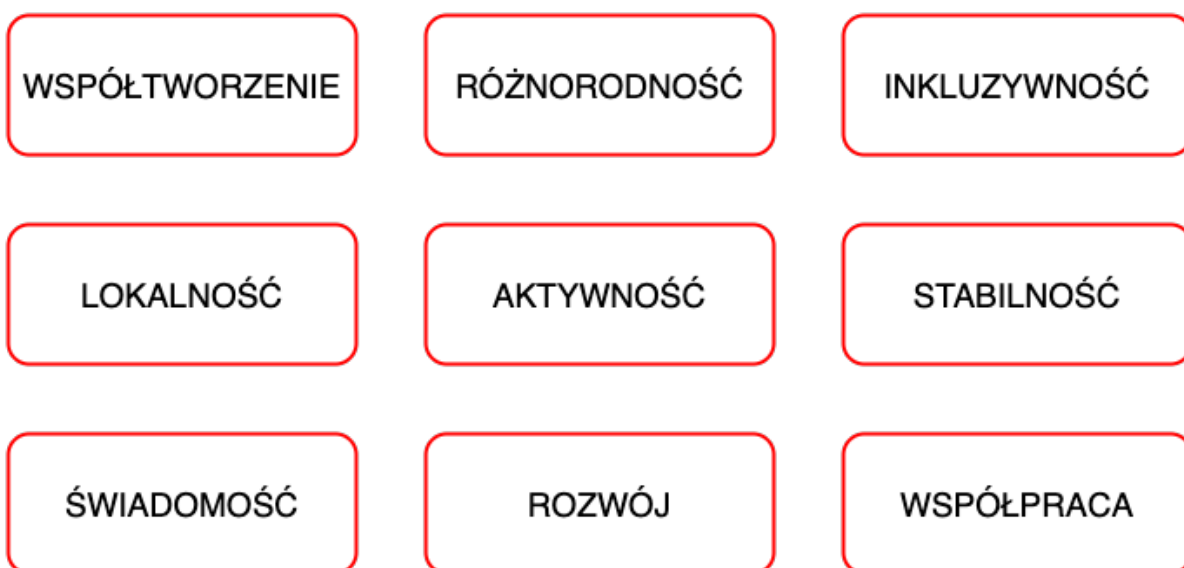 WSPÓŁTWORZENIE
RÓŻNORODNOŚĆ
INKLUZYWNOŚĆ
LOKALNOŚĆ
AKTYWNOŚĆ
STABILNOŚĆ
ŚWIADOMOŚĆ
ROZWÓJ
WSPÓŁPRACA